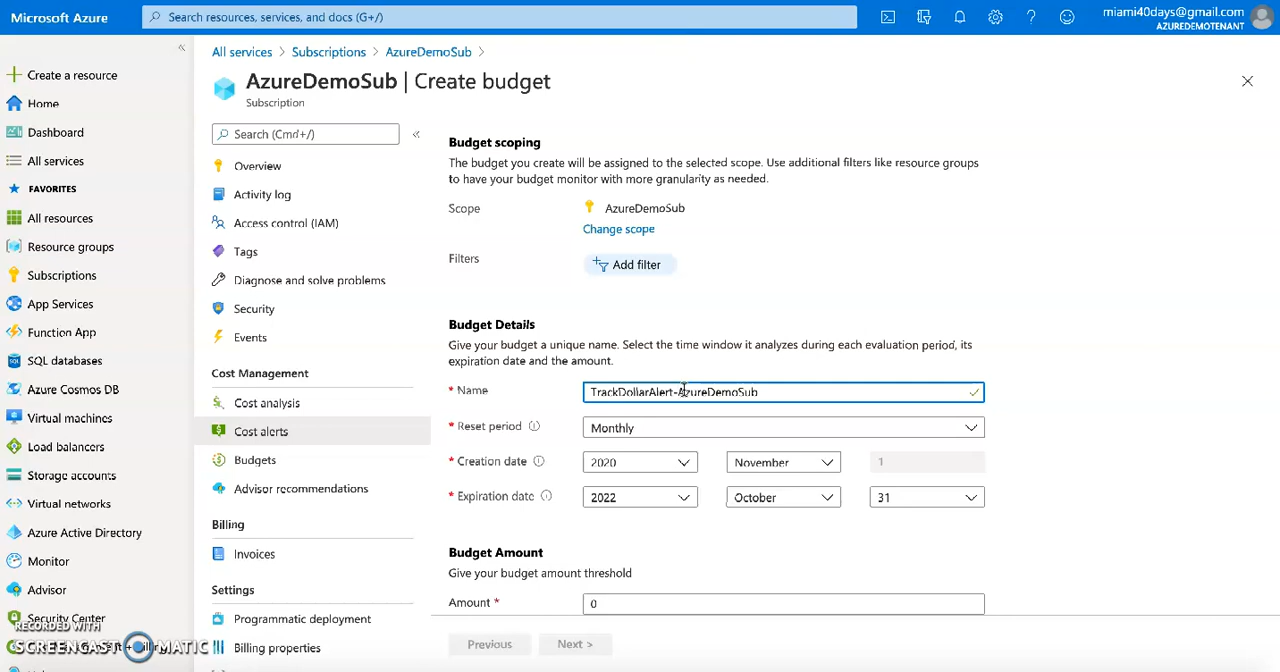 Microsoft Azure
Search resources, services, and docs (G+/)
miami40days@gmail.com
AZUREDEMOTENANT
Create a resource
Home
Dashboard
All services
FAVORITES
All resources
Resource groups
Subscriptions
App Services
Function App
SQL databases
Azure Cosmos DB
Virtual machines
Load balancers
Storage accounts
Virtual networks
Azure Active Directory
Monitor
Advisor
Security Center
RECORDED WITH
SCREENCAST MATIC
All services > Subscriptions > AzureDemoSub >
AzureDemoSub | Create budget
Subscription
Search (Cmd+/)
Overview
Activity log
Access control (IAM)
Tags
Diagnose and solve problems
Security
Events
Cost Management
Cost analysis
Cost alerts
Budgets
Advisor recommendations
Billing
Invoices
Settings
Programmatic deployment
Billing properties
Budget scoping
The budget you create will be assigned to the selected scope. Use additional filters like resource groups
to have your budget monitor with more granularity as needed.
Scope AzureDemoSub
Change scope
Filters Add filter
Budget Details
Give your budget a unique name. Select the time window it analyzes during each evaluation period, its
expiration date and the amount.
* Name TrackDollarAlert-AzureDemoSub
* Reset period Monthly
* Creation date 2020 November 1
* Expiration date 2022 October 31
Budget Amount
Give your budget amount threshold
Amount * 0
Previous Next >